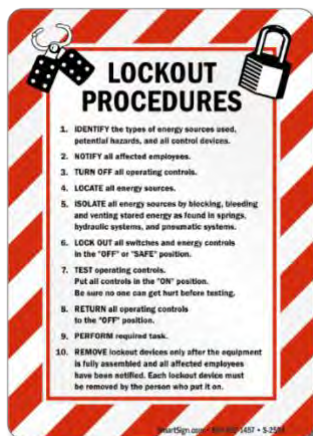 LOCKOUT
PROCEDURES
1. IDENTIFY the types of energy sources used,
potential hazards, and all control devices.
2. NOTIFY all affected employees.
3. TURN OFF all operating controls.
4. LOCATE all energy sources.
5. ISOLATE all energy sources by blocking, bleeding
and venting stored energy as found in springs,
hydraulic systems, and pneumatic systems.
6. LOCK OUT all switches and energy controls
in the "OFF" or "SAFE" position.
7. TEST operating controls.
Put all controls in the "ON" position.
Be sure no one can get hurt before testing.
8. RETURN all operating controls
to the "OFF" position.
9. PERFORM required task.
10. REMOVE lockout devices only after the equipment
is fully assembled and all affected employees
have been notified. Each lockout device must
be removed by the person who put it on.
SmartSign.com •